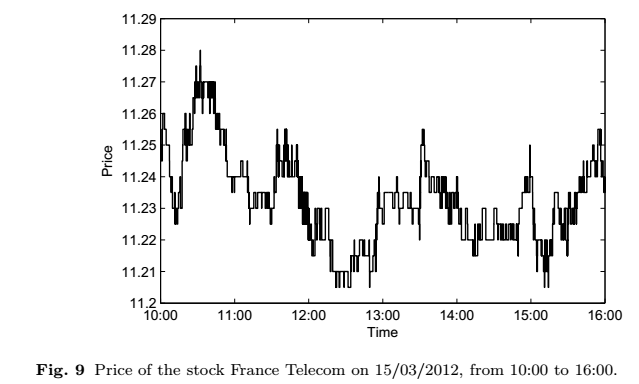 11.29
11.28
11.27
11.26
11.25
11.24
11.23
11.22
11.21
11.2
Price
10:00 11:00 12:00 13:00 14:00 15:00 16:00
Time
Fig. 9 Price of the stock France Telecom on 15/03/2012, from 10:00 to 16:00.